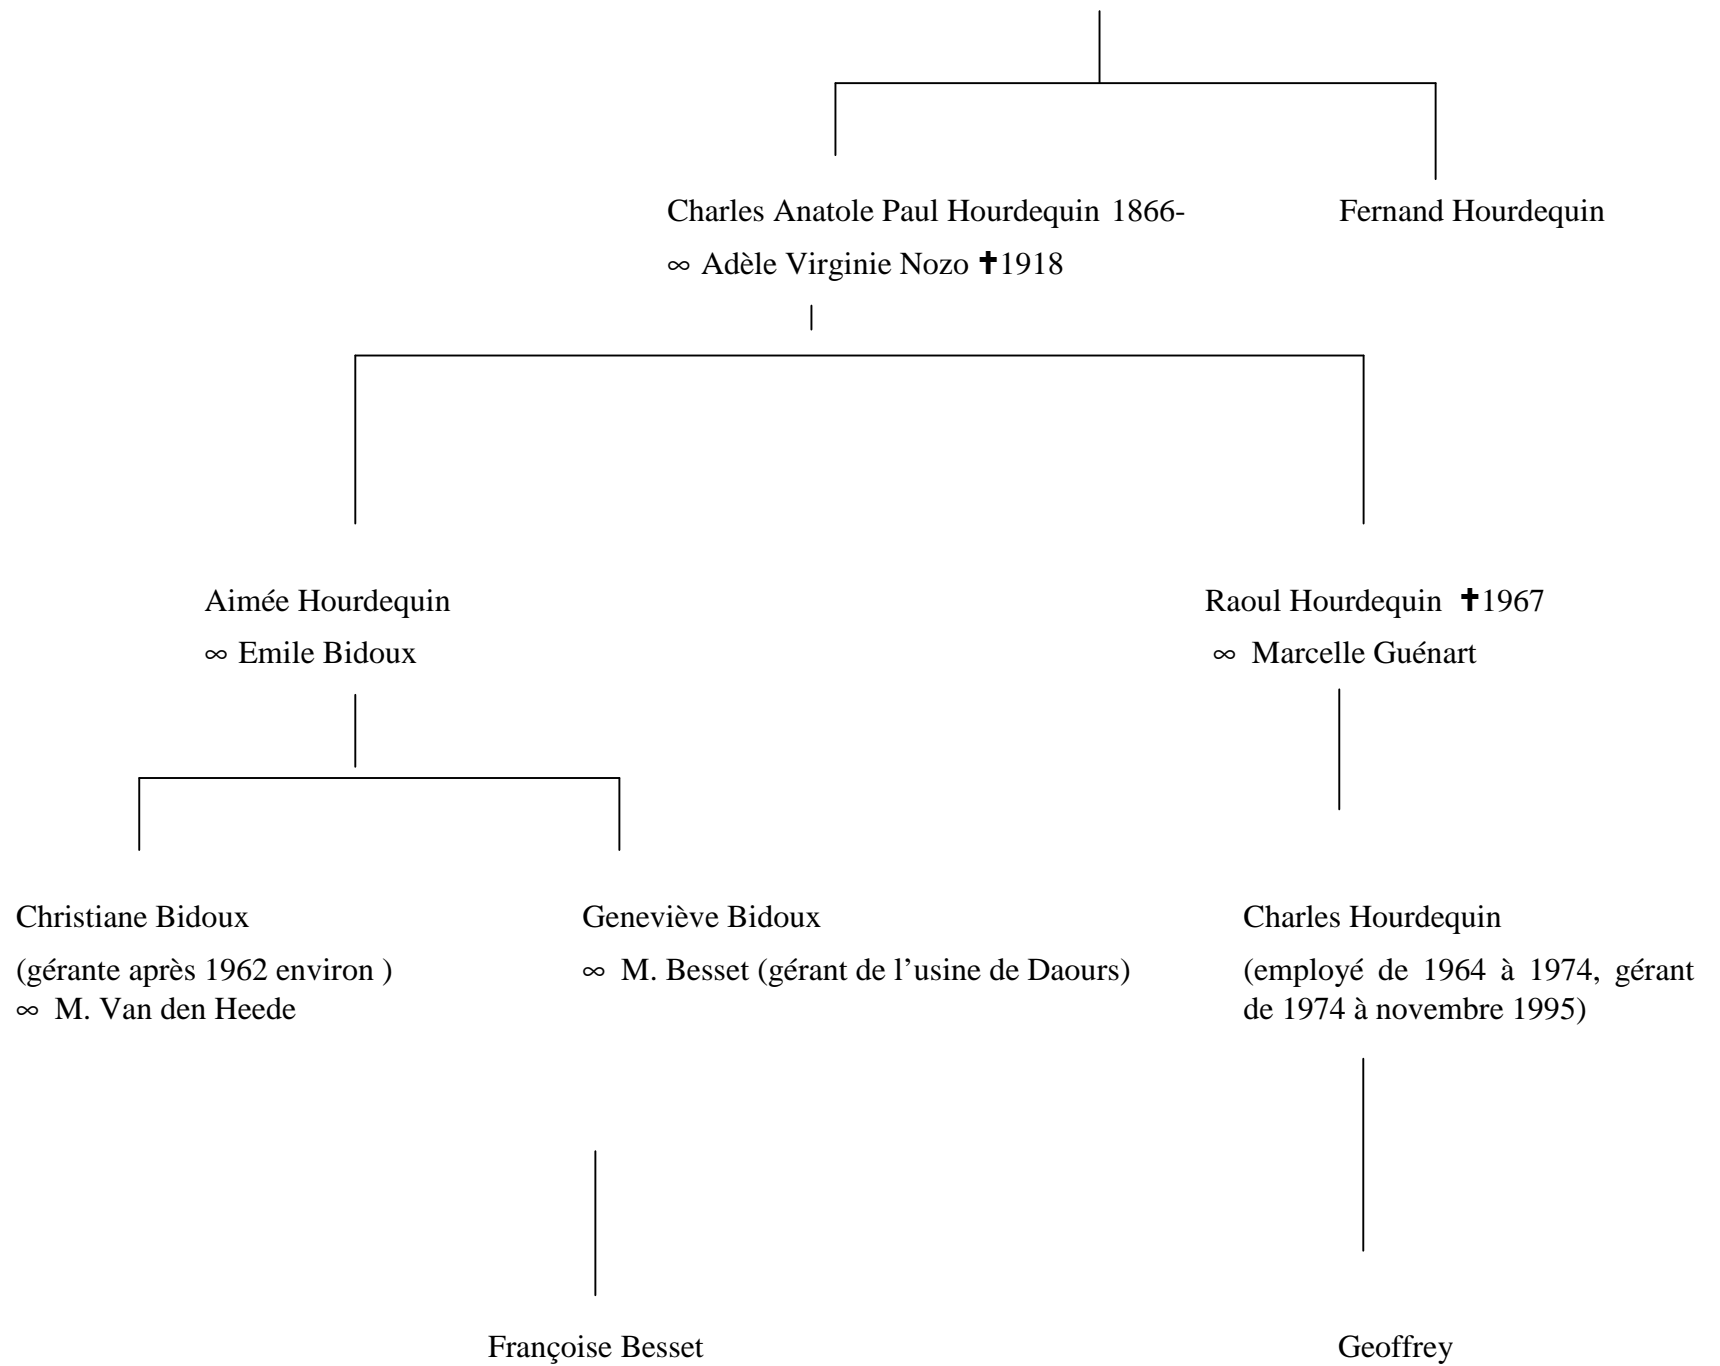 Charles Anatole Paul Hourdequin 1866-
Fernand Hourdequin
∞ Adèle Virginie Nozo ✝1918
Aimée Hourdequin
∞ Emile Bidoux
Raoul Hourdequin ✝1967
∞ Marcelle Guénart
Christiane Bidoux
(gérante après 1962 environ )
∞ M. Van den Heede
Geneviève Bidoux
∞ M. Besset (gérant de l’usine de Daours)
Charles Hourdequin
(employé de 1964 à 1974, gérant
de 1974 à novembre 1995)
Françoise Besset
Geoffrey